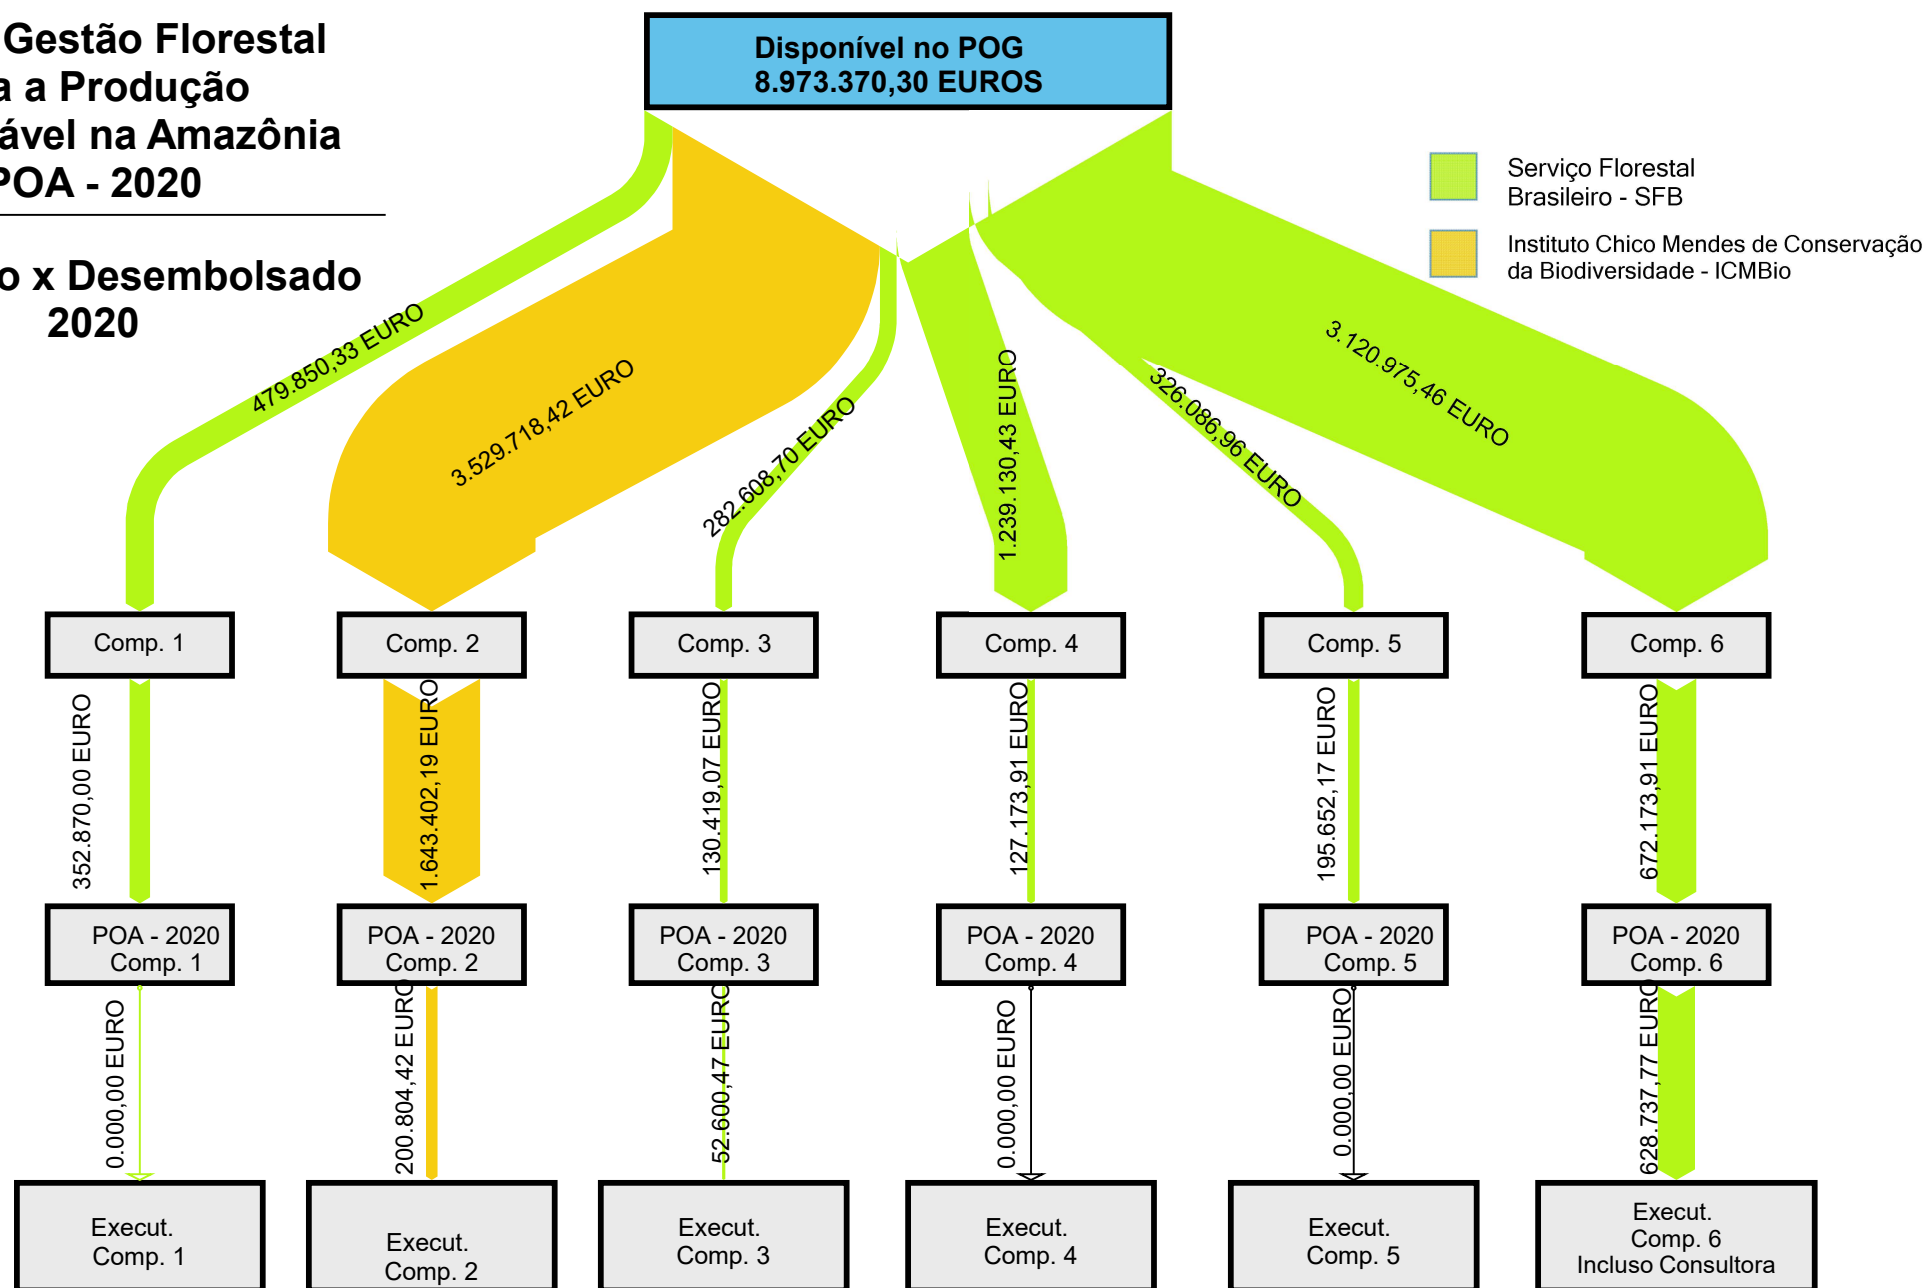 Gestão Florestal
a a Produção
ável na Amazônia
POA - 2020
o x Desembolsado
2020
Disponível no POG
8.973.370,30 EUROS
Serviço Florestal
Brasileiro - SFB
Instituto Chico Mendes de Conservação
da Biodiversidade - ICMBio
479.850,33 EURO
3.529.718,42 EURO
282.608,70 EURO
1.239.130,43 EURO
326.086,96 EURO
3.120.975,46 EURO
Comp. 1
Comp. 2
Comp. 3
Comp. 4
Comp. 5
Comp. 6
352.870,00 EURO
1.643.402,19 EURO
130.419,07 EURO
127.173,91 EURO
195.652,17 EURO
672.173,91 EURO
POA - 2020
Comp. 1
POA - 2020
Comp. 2
POA - 2020
Comp. 3
POA - 2020
Comp. 4
POA - 2020
Comp. 5
POA - 2020
Comp. 6
0.000,00 EURO
200.804,42 EURO
52.600,47 EURO
0.000,00 EURO
0.000,00 EURO
628.737,77 EURO
Execut.
Comp. 1
Execut.
Comp. 2
Execut.
Comp. 3
Execut.
Comp. 4
Execut.
Comp. 5
Execut.
Comp. 6
Incluso Consultora